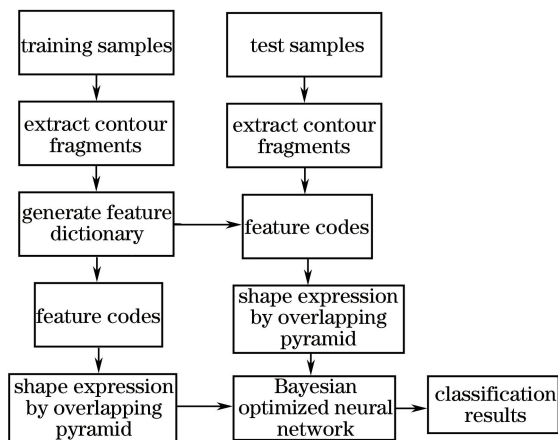 training samples
test samples
extract contour
fragments
extract contour
fragments
generate feature
dictionary
feature codes
feature codes
shape expression
by overlapping
pyramid
shape expression
by overlapping
pyramid
Bayesian
optimized neural
network
classification
results